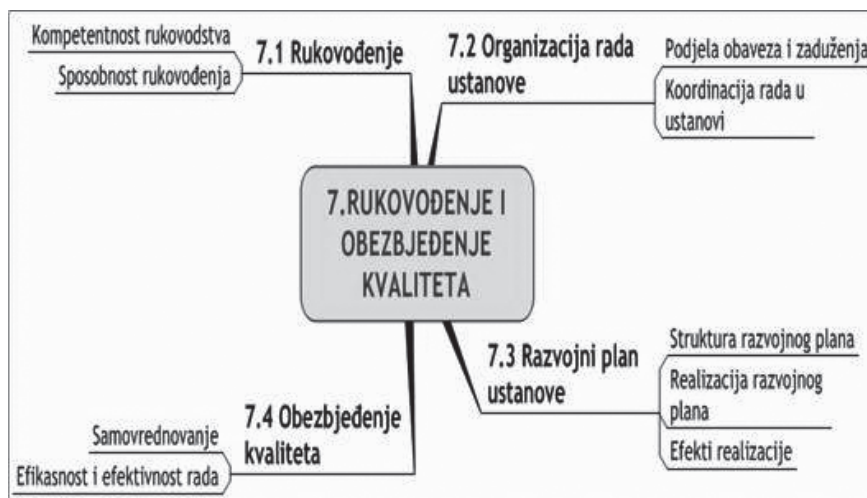 Kompetentnost rukovodstva
Sposobnost rukovođenja
7.1 Rukovođenje
7.2 Organizacija rada
ustanove
Podjela obaveza i zaduženja
Koordinacija rada u
ustanovi
7.RUKOVOĐENJE I
OBEZBJEĐENJE
KVALITETA
7.3 Razvojni plan
ustanove
Struktura razvojnog plana
Realizacija razvojnog
plana
Efekti realizacije
7.4 Obezbjeđenje
kvaliteta
Samovrednovanje
Efikasnost i efektivnost rada